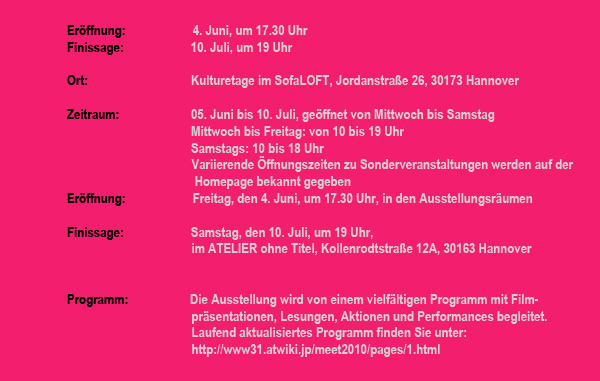 Eröffnung: 4. Juni, um 17.30 Uhr
Finissage: 10. Juli, um 19 Uhr
Ort: Kulturetage im SofaLOFT, Jordanstraße 26, 30173 Hannover
Zeitraum: 05. Juni bis 10. Juli, geöffnet von Mittwoch bis Samstag
Mittwoch bis Freitag: von 10 bis 19 Uhr
Samstags: 10 bis 18 Uhr
Variierende Öffnungszeiten zu Sonderveranstaltungen werden auf der
Homepage bekannt gegeben
Eröffnung: Freitag, den 4. Juni, um 17.30 Uhr, in den Ausstellungsräumen
Finissage: Samstag, den 10. Juli, um 19 Uhr,
im ATELIER ohne Titel, Kollenrodtstraße 12A, 30163 Hannover
Programm: Die Ausstellung wird von einem vielfältigen Programm mit Film-
präsentationen, Lesungen, Aktionen und Performances begleitet.
Laufend aktualisiertes Programm finden Sie unter:
http://www31.atwiki.jp/meet2010/pages/1.html